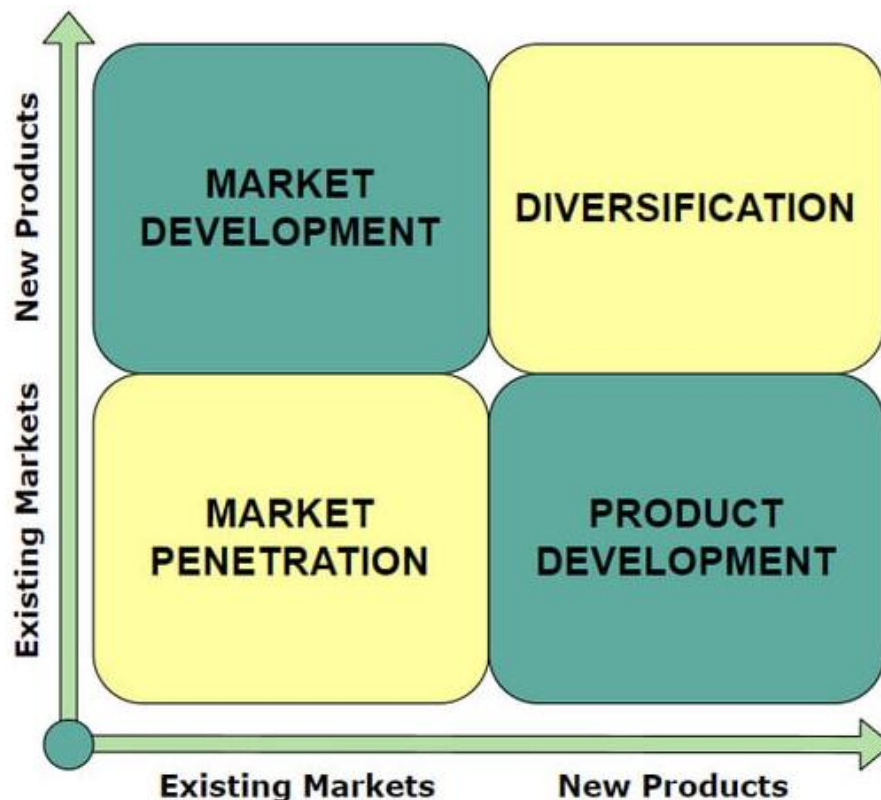 New Products
MARKET
DEVELOPMENT
DIVERSIFICATION
Existing Markets
MARKET
PENETRATION
PRODUCT
DEVELOPMENT
Existing Markets
New Products